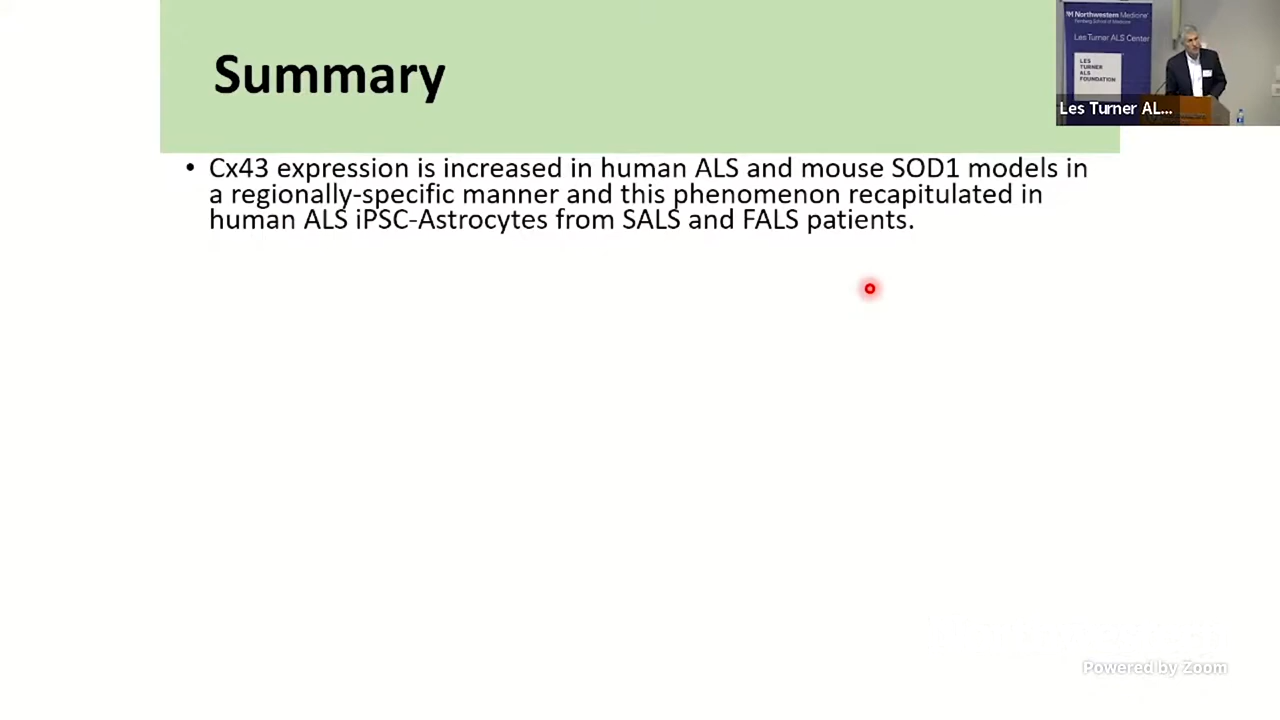 Summary
• Cx43 expression is increased in human ALS and mouse SOD1 models in
a regionally-specific manner and this phenomenon recapitulated in
human ALS iPSC-Astrocytes from SALS and FALS patients.
Northwestern Medicine
Feinberg School of Medicine
Les Turner ALS Center
LES
TURNER
ALS
FOUNDATION
Les Turner AL...
Powered by Zoom